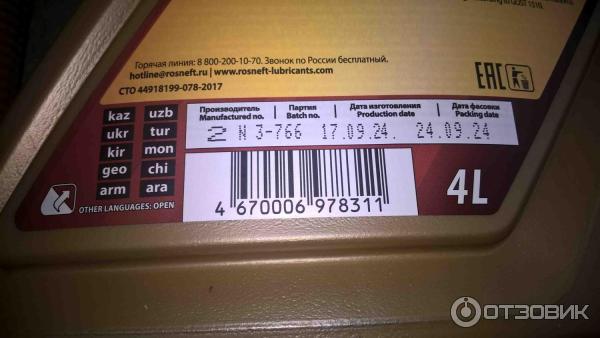 Горячая линия: 8 800-200-10-70. Звонок по России бесплатный.
hotline@rosneft.ru | www.rosneft-lubricants.com
СТО 44918199-078-2017
EAC
kaz uzb
ukr tur
kir mon
geo chi
arm ara
OTHER LANGUAGES: OPEN
Производитель Manufactured no.
Партия Batch no.
Дата изготовления Production date
Дата фасовки Packing date
2 N 3-766 17.09.24. 24.09.24
4 670006 978311
4L
ОТЗОВИК